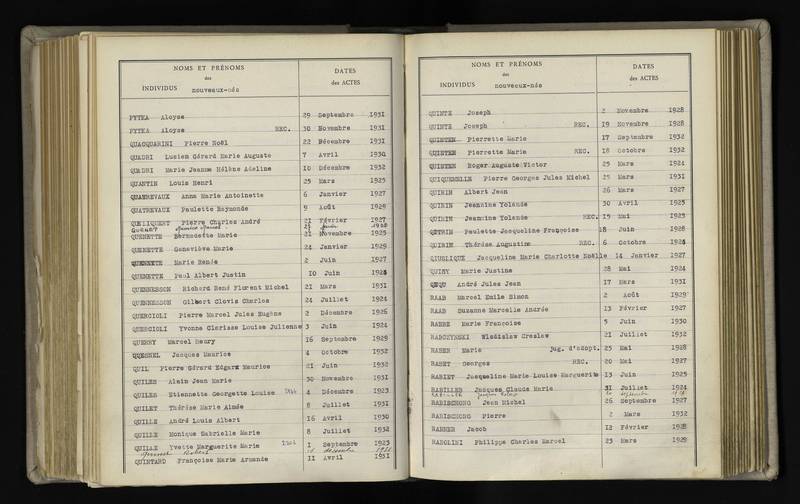 NOMS ET PRÉNOMS
des
INDIVIDUS nouveaux-nés
DATES
des ACTES
PYTKA Aloyse 29 Septembre 1931
PYTKA Aloyse REC. 30 Novembre 1931
QUACQUARINI Pierre Noël 22 Décembre 1931
QUADRI Lucien Gérard Marie Auguste 7 Avril 1930
QUADRI Marie Jeanne Hélène Adeline 10 Décembre 1932
QUANTIN Louis Henri 25 Mars 1925
QUATREVAUX Anna Marie Antoinette 6 Janvier 1927
QUATREVAUX Paulette Raymonde 9 Août 1929
QUELIQUERT Pierre Charles André 21 Février 1927
QUENETTE Bernadette Marie 21 Novembre 1925
QUENETTE Geneviève Marie 24 Janvier 1929
QUENETTE Marie Renée 2 Juin 1927
QUENETTE Paul Albert Justin 10 Juin 1924
QUENNESSON Richard René Florent Michel 21 Mars 1931
QUENNESSON Gilbert Clovis Charles 24 Juillet 1924
QUERCIOLI Pierre Marcel Jules Eugène 2 Décembre 1926
QUERCIOLI Yvonne Clarisse Louise Julienne 3 Juin 1924
QUERRY Marcel Henry 16 Septembre 1929
QUESNEL Jacques Maurice 4 Octobre 1932
QUIL Pierre Gérard Edgard Maurice 21 Juin 1932
QUILES Alain Jean Marie 30 Novembre 1931
QUILES Etiennette Georgette Louise 4 Décembre 1923
QUILET Thérèse Marie Aimée 8 Juillet 1931
QUILLE André Louis Albert 16 Avril 1930
QUILLE Monique Gabrielle Marie 8 Juillet 1932
Yvette Marguerite Marie 1 Septembre 1923
QUINTARD Françoise Marie Armande 11 Avril 1931
NOMS ET PRÉNOMS
des
INDIVIDUS nouveaux-nés
DATES
des ACTES
QUINTE Joseph 2 Novembre 1928
QUINTE Joseph REC. 19 Novembre 1928
QUINTEN Pierrette Marie 17 Septembre 1932
QUINTEN Pierrette Marie REC. 18 Octobre 1932
QUINTEN Roger Auguste Victor 25 Mars 1924
QUIQUEMELLE Pierre Georges Jules Michel 25 Mars 1931
QUIRIN Albert Jean 26 Mars 1927
QUIRIN Jeannine Yolande 30 Avril 1925
QUIRIN Jeannine Yolande REC. 15 Mai 1925
QUIRIN Paulette Jacqueline Françoise 18 Juin 1928
QUIRIN Thérèse Augustine REC. 6 Octobre 1924
QIUSLIQUE Jacqueline Marie Charlotte Noëlle 14 Janvier 1927
QUIRY Marie Justine 28 Mai 1924
André Jules Jean 17 Mars 1931
RAAB Marcel Emile Simon 2 Août 1929
RAAB Suzanne Marcelle Andrée 13 Février 1927
RAEBE Marie Françoise 5 Juin 1930
RABCZYNSKI Wladislaw Creslaw 21 Juillet 1932
RABER Marie jug. d'adopt. 25 Mai 1928
RABET Georges REC. 20 Mai 1927
RABIET Jacqueline Marie Louise Marguerite 13 Juin 1925
RABILLER Jacques Claude Marie 31 Juillet 1924
RABISCHONG Jean Michel 26 Septembre 1927
RABISCHONG Pierre 2 Mars 1932
RABNER Jacob 12 Février 1928
RABOLINI Philippe Charles Marcel 23 Mars 1929